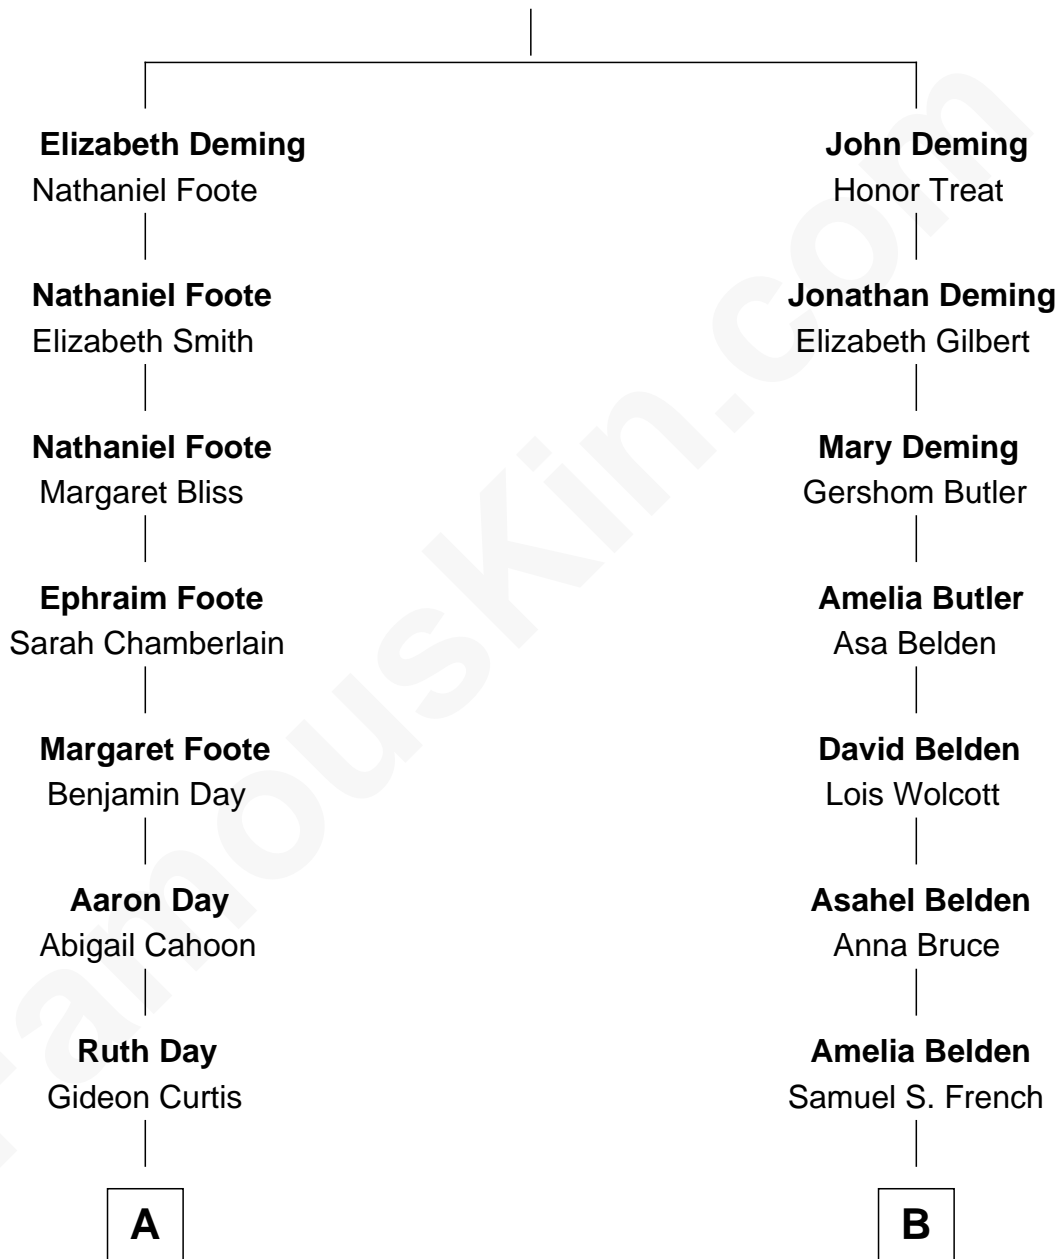 Elizabeth Deming
Nathaniel Foote
Nathaniel Foote
Elizabeth Smith
Nathaniel Foote
Margaret Bliss
Ephraim Foote
Sarah Chamberlain
Margaret Foote
Benjamin Day
Aaron Day
Abigail Cahoon
Ruth Day
Gideon Curtis
A
John Deming
Honor Treat
Jonathan Deming
Elizabeth Gilbert
Mary Deming
Gershom Butler
Amelia Butler
Asa Belden
David Belden
Lois Wolcott
Asahel Belden
Anna Bruce
Amelia Belden
Samuel S. French
B
FamousKin.com